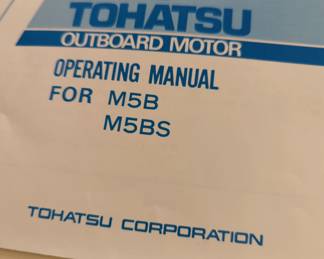 TOHATSU
OUTBOARD MOTOR
OPERATING MANUAL
FOR M5B
M5BS
TOHATSU CORPORATION